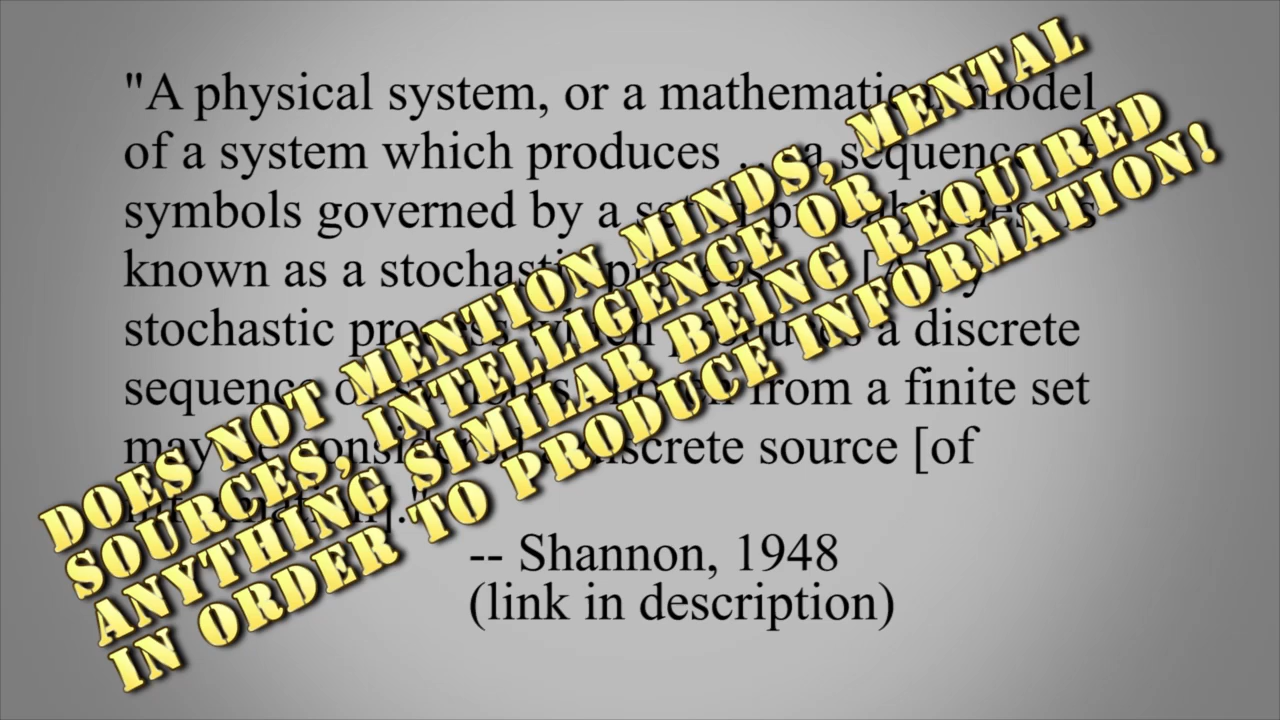 "A physical system, or a mathematical model
of a system which produces ... a sequence of
symbols governed by a set of probabilities is
known as a stochastic process. ... [A]ny
stochastic process which produces a discrete
sequence of symbols chosen from a finite set
may be considered a discrete source [of
information]."
-- Shannon, 1948
(link in description)
DOES NOT MENTION MINDS, MENTAL
SOURCES, INTELLIGENCE OR
ANYTHING SIMILAR BEING REQUIRED
IN ORDER TO PRODUCE INFORMATION!